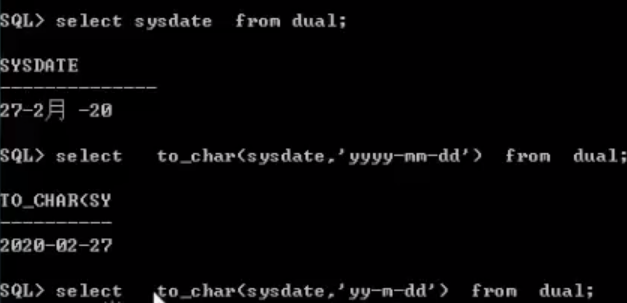 SQL> select sysdate  from dual;
SYSDATE
--------------
27-2月 -20
SQL> select   to_char(sysdate,'yyyy-mm-dd')  from  dual;
TO_CHAR(SY
----------
2020-02-27
SQL> select   to_char(sysdate,'yy-m-dd')  from  dual;